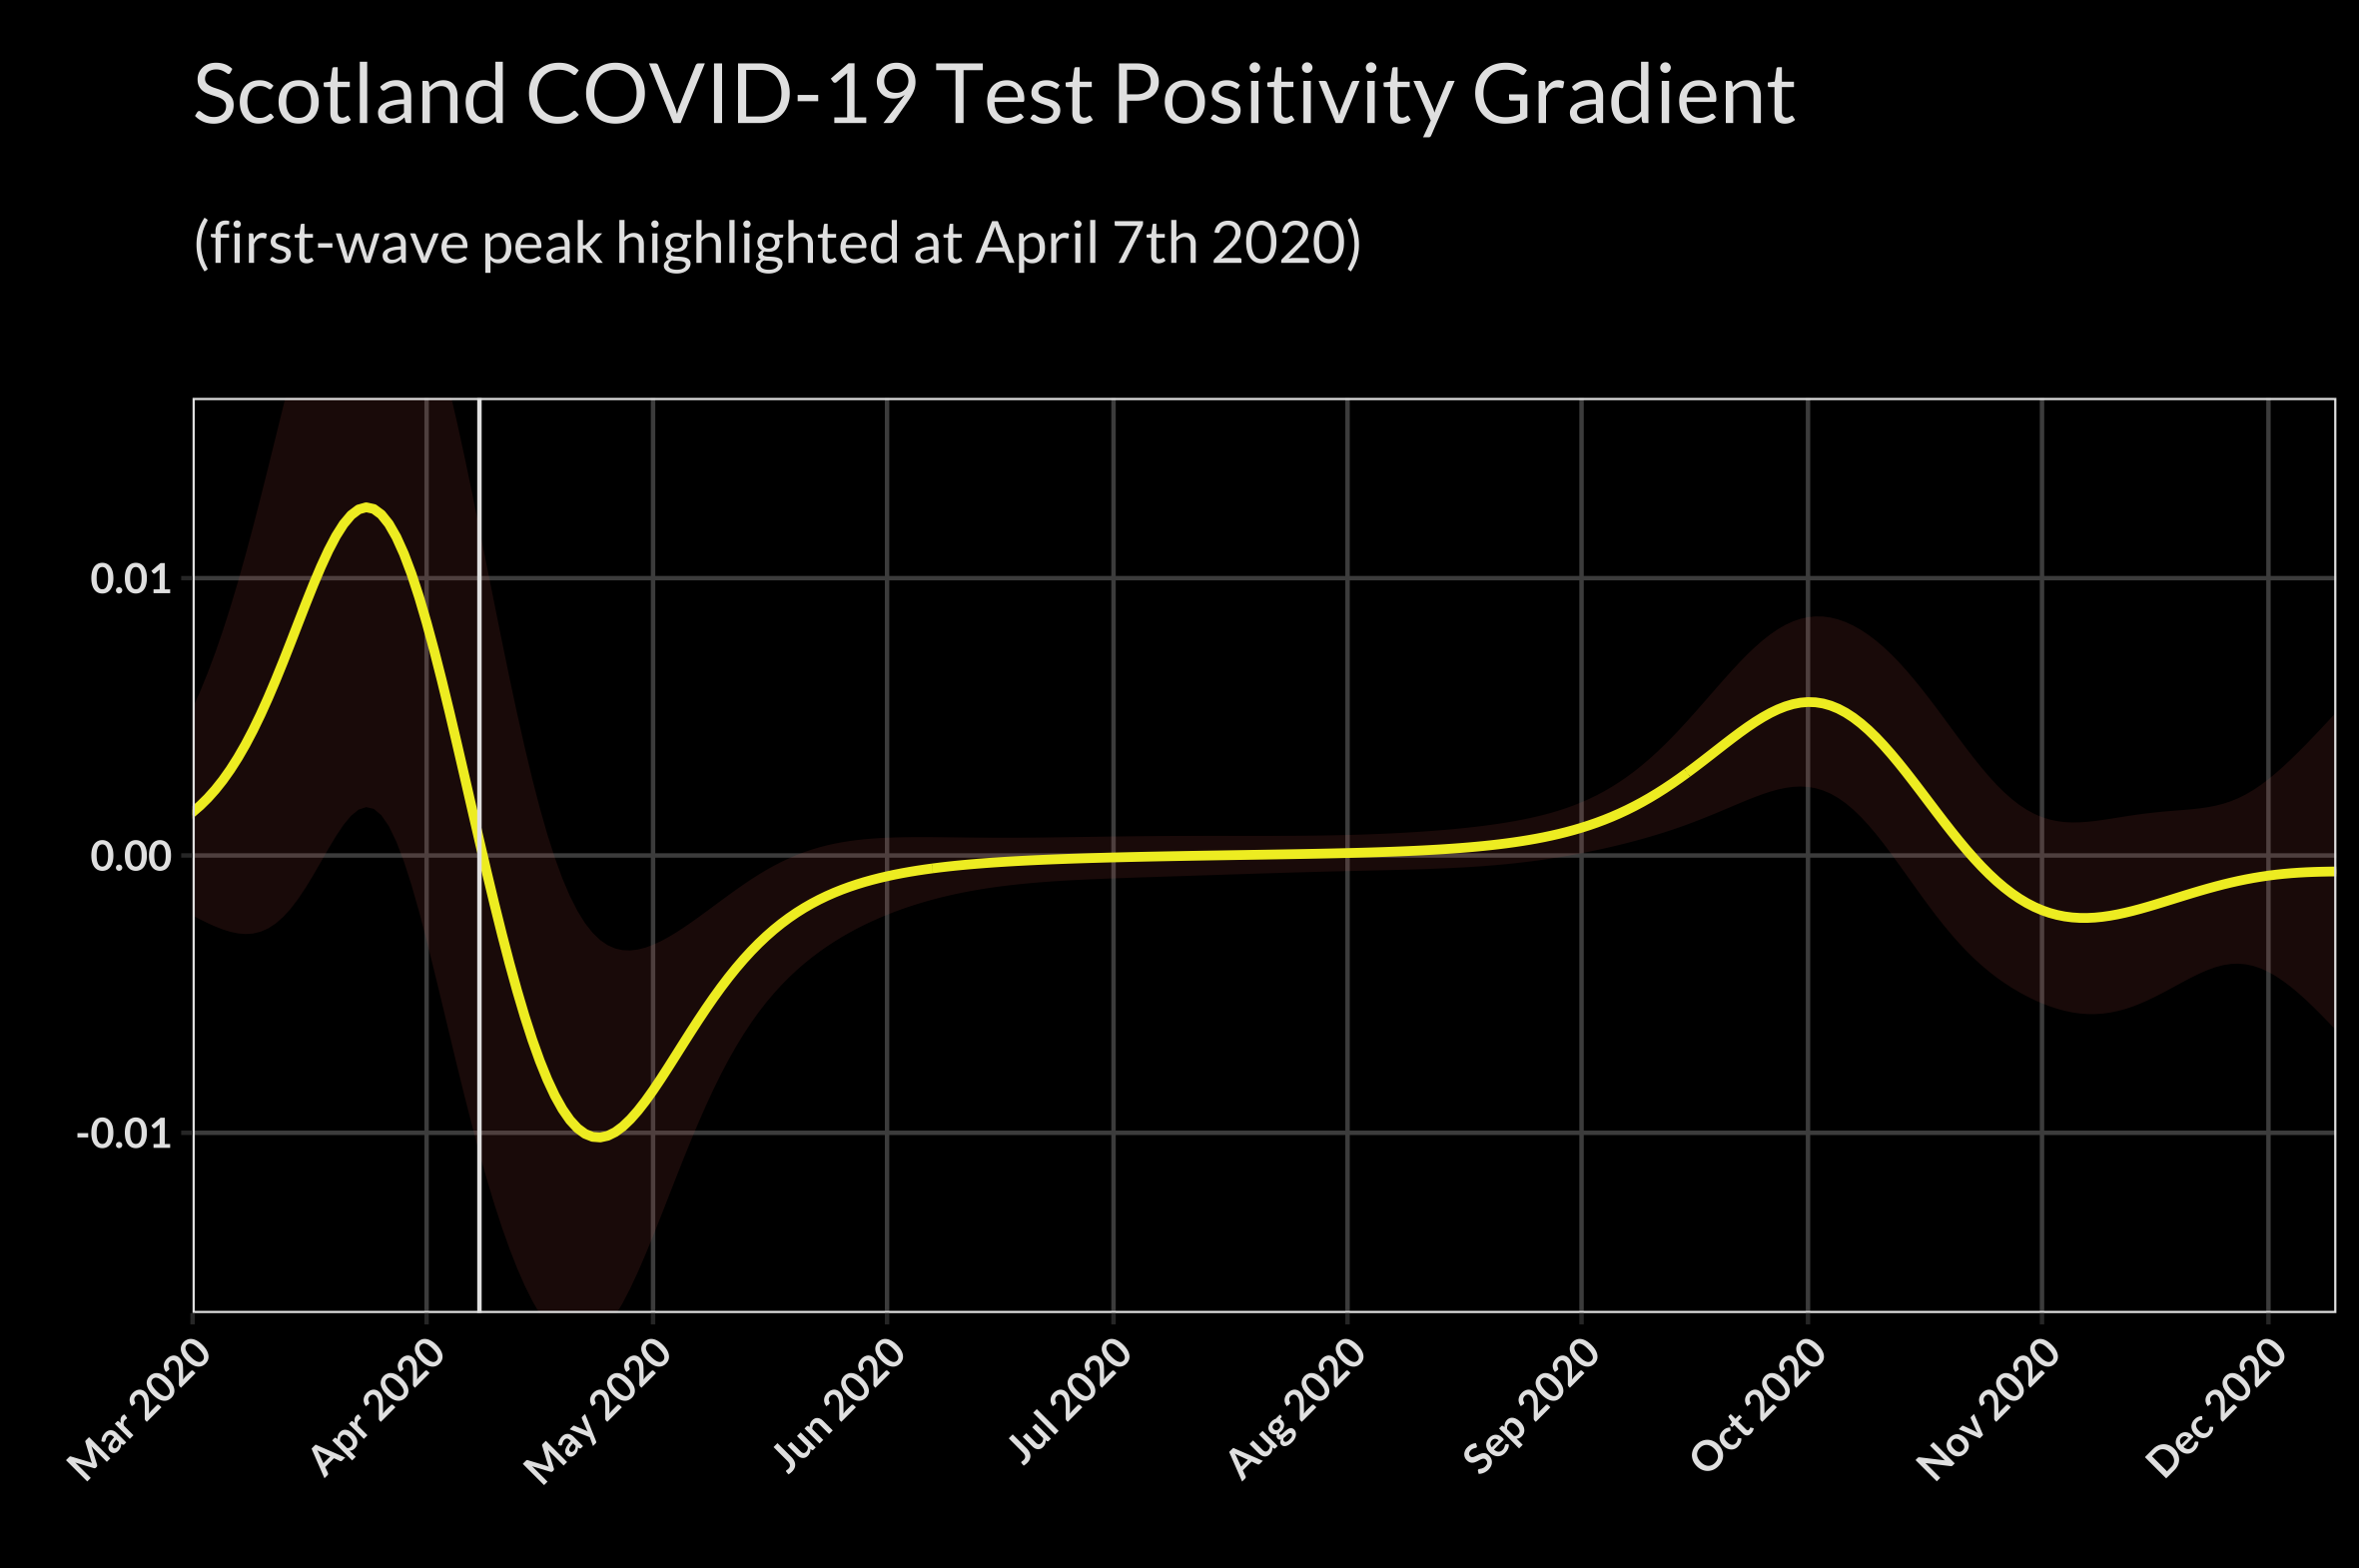 Scotland COVID-19 Test Positivity Gradient
(first-wave peak highlighted at April 7th 2020)
0.01
0.00
-0.01
Mar 2020
Apr 2020
May 2020
Jun 2020
Jul 2020
Aug 2020
Sep 2020
Oct 2020
Nov 2020
Dec 2020